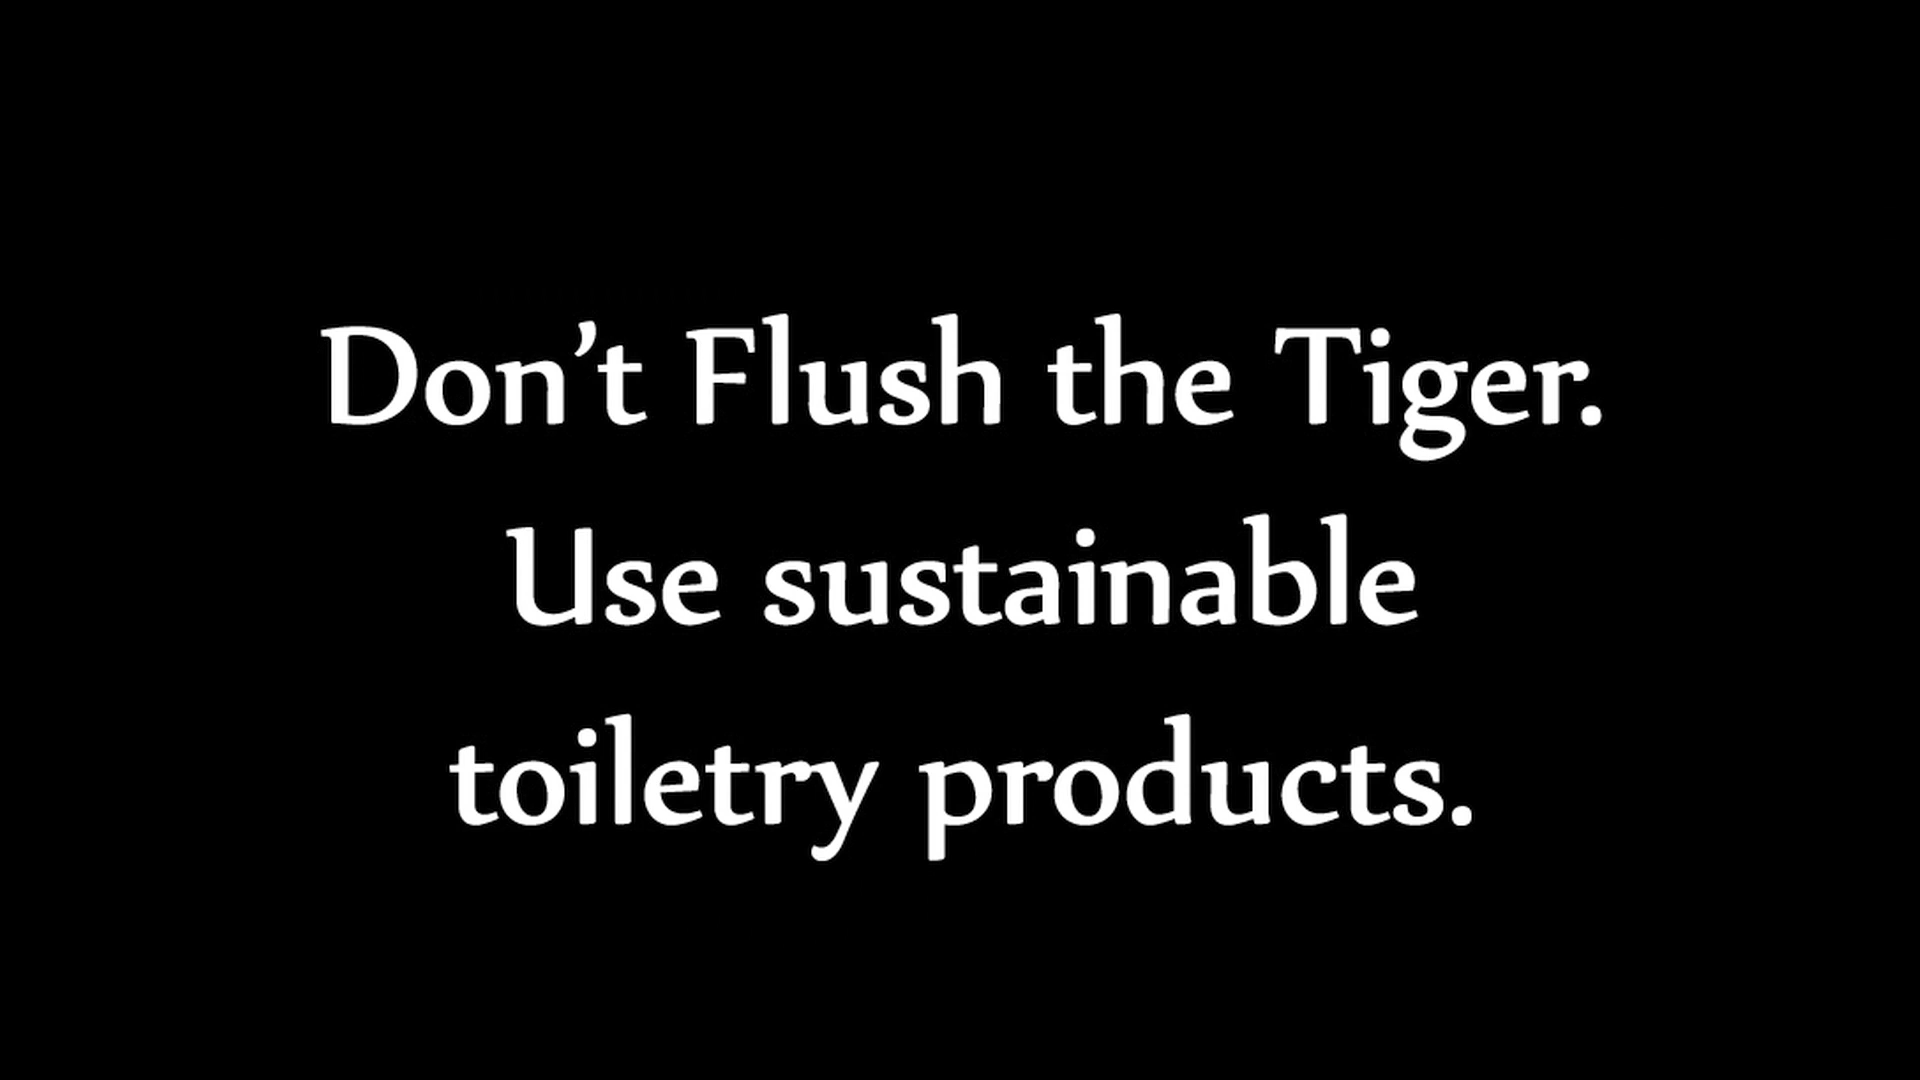 Don’t Flush the Tiger.
Use sustainable
toiletry products.